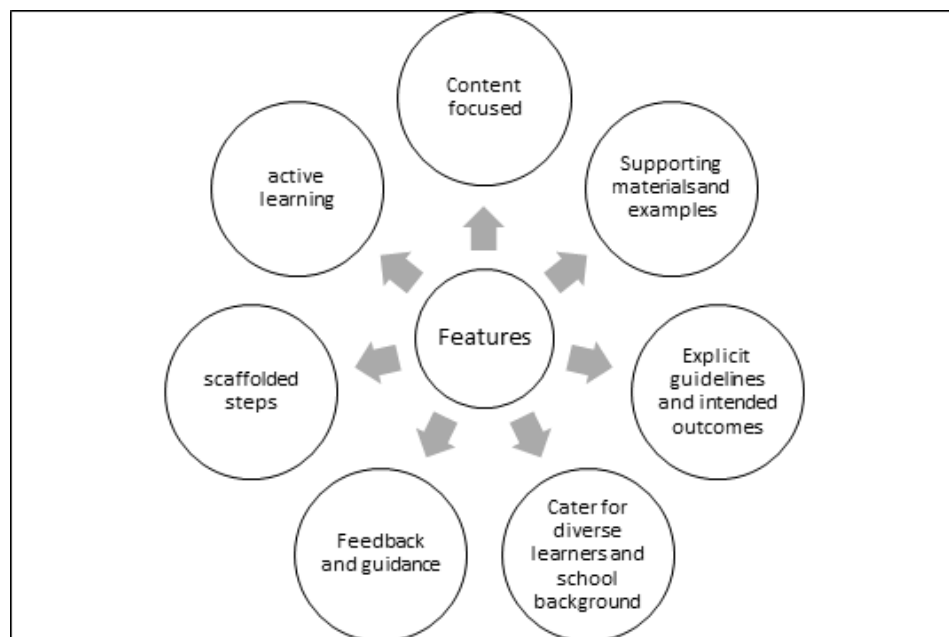 Content
focused
Supporting
materialsand
examples
Explicit
guidelines
and intended
outcomes
Cater for
diverse
learners and
school
background
Feedback
and guidance
scaffolded
steps
active
learning
Features